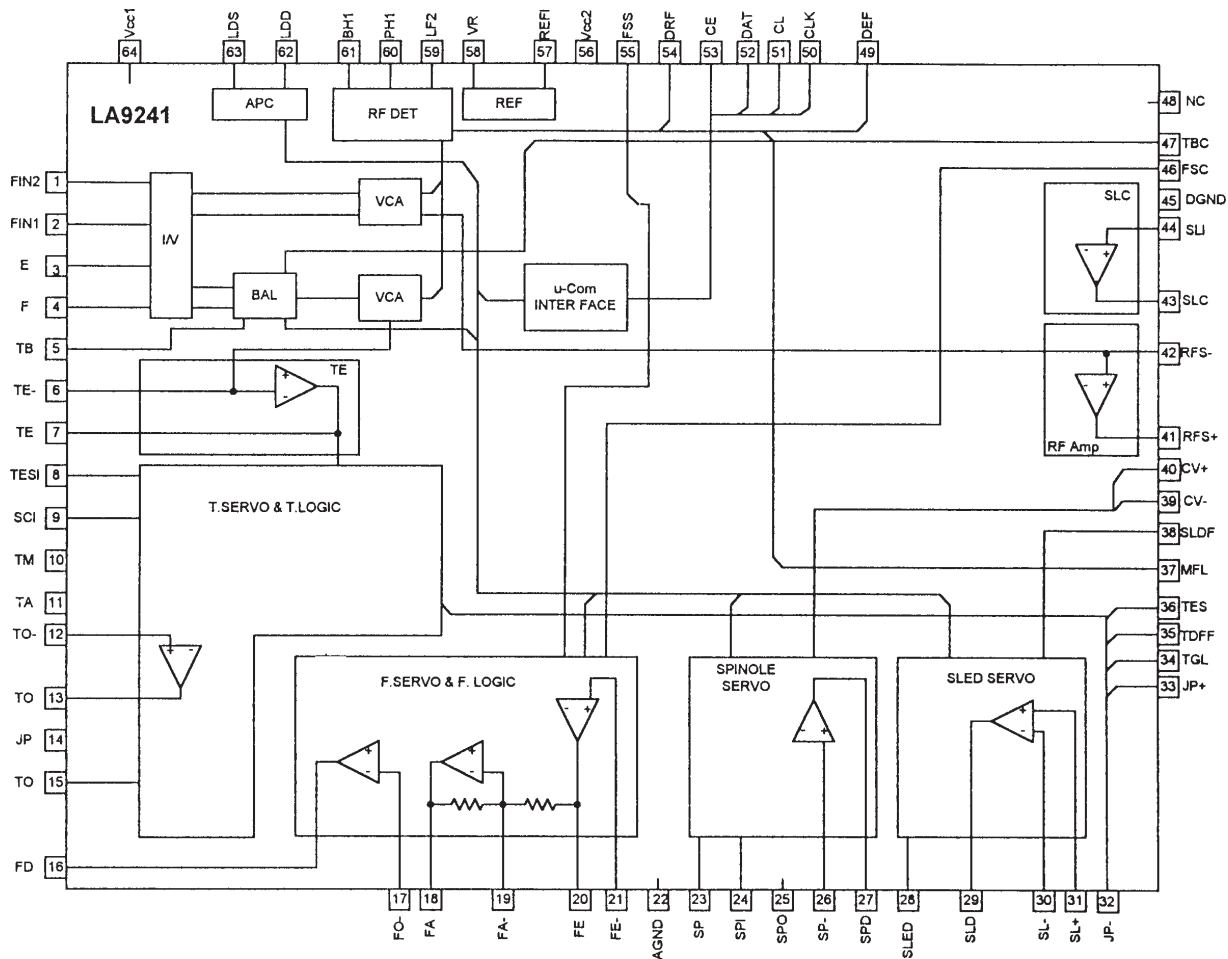 Vcc1 LDS LDD BH1 PH1 LF2 VR REFI Vcc2 FSS DRF CE DAT CL CLK DEF
64 63 62 61 60 59 58 57 56 55 54 53 52 51 50 49
LA9241
APC
RF DET
REF
48 NC
47 TBC
46 FSC
45 DGND
44 SLI
43 SLC
42 RFS-
41 RFS+
40 CV+
39 CV-
38 SLDF
37 MFL
36 TES
35 TDFF
34 TGL
33 JP+
FIN2 1
FIN1 2
E 3
F 4
TB 5
TE- 6
TE 7
TESI 8
SCI 9
TM 10
TA 11
TO- 12
TO 13
JP 14
TO 15
FD 16
I/V
VCA
BAL
VCA
u-Com
INTER FACE
SLC
- +
- +
RF Amp
TE
+
-
T.SERVO & T.LOGIC
+ -
F.SERVO & F. LOGIC
- +
+
-
+
-
SPINOLE
SERVO
- +
SLED SERVO
+
-
17 18 19 20 21 22 23 24 25 26 27 28 29 30 31 32
FO- FA FA- FE FE- AGND SP SPI SPO SP- SPD SLED SLD SL- SL+ JP-